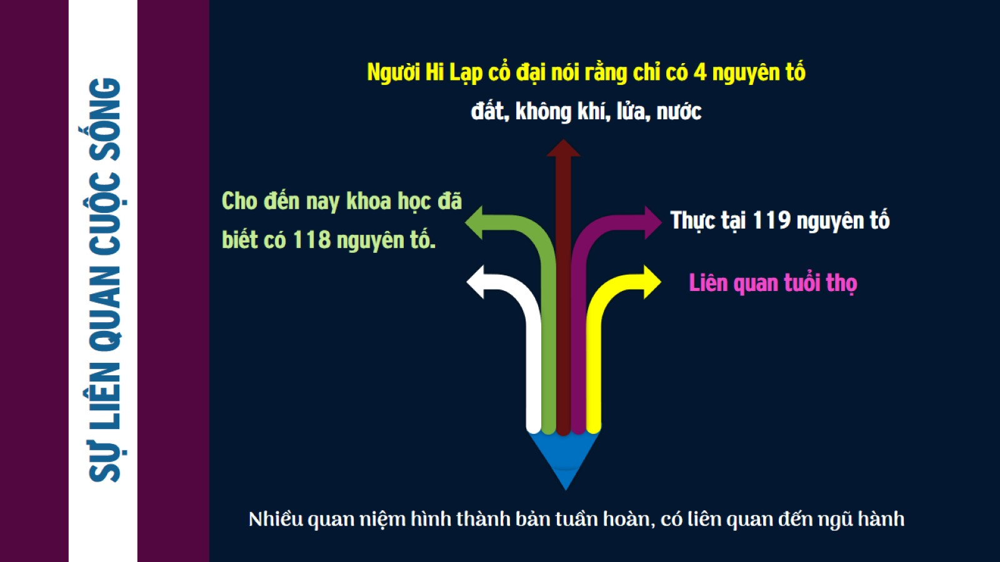 SỰ LIÊN QUAN CUỘC SỐNG
Người Hi Lạp cổ đại nói rằng chỉ có 4 nguyên tố
đất, không khí, lửa, nước
Cho đến nay khoa học đã
biết có 118 nguyên tố.
Thực tại 119 nguyên tố
Liên quan tuổi thọ
Nhiều quan niệm hình thành bản tuần hoàn, có liên quan đến ngũ hành